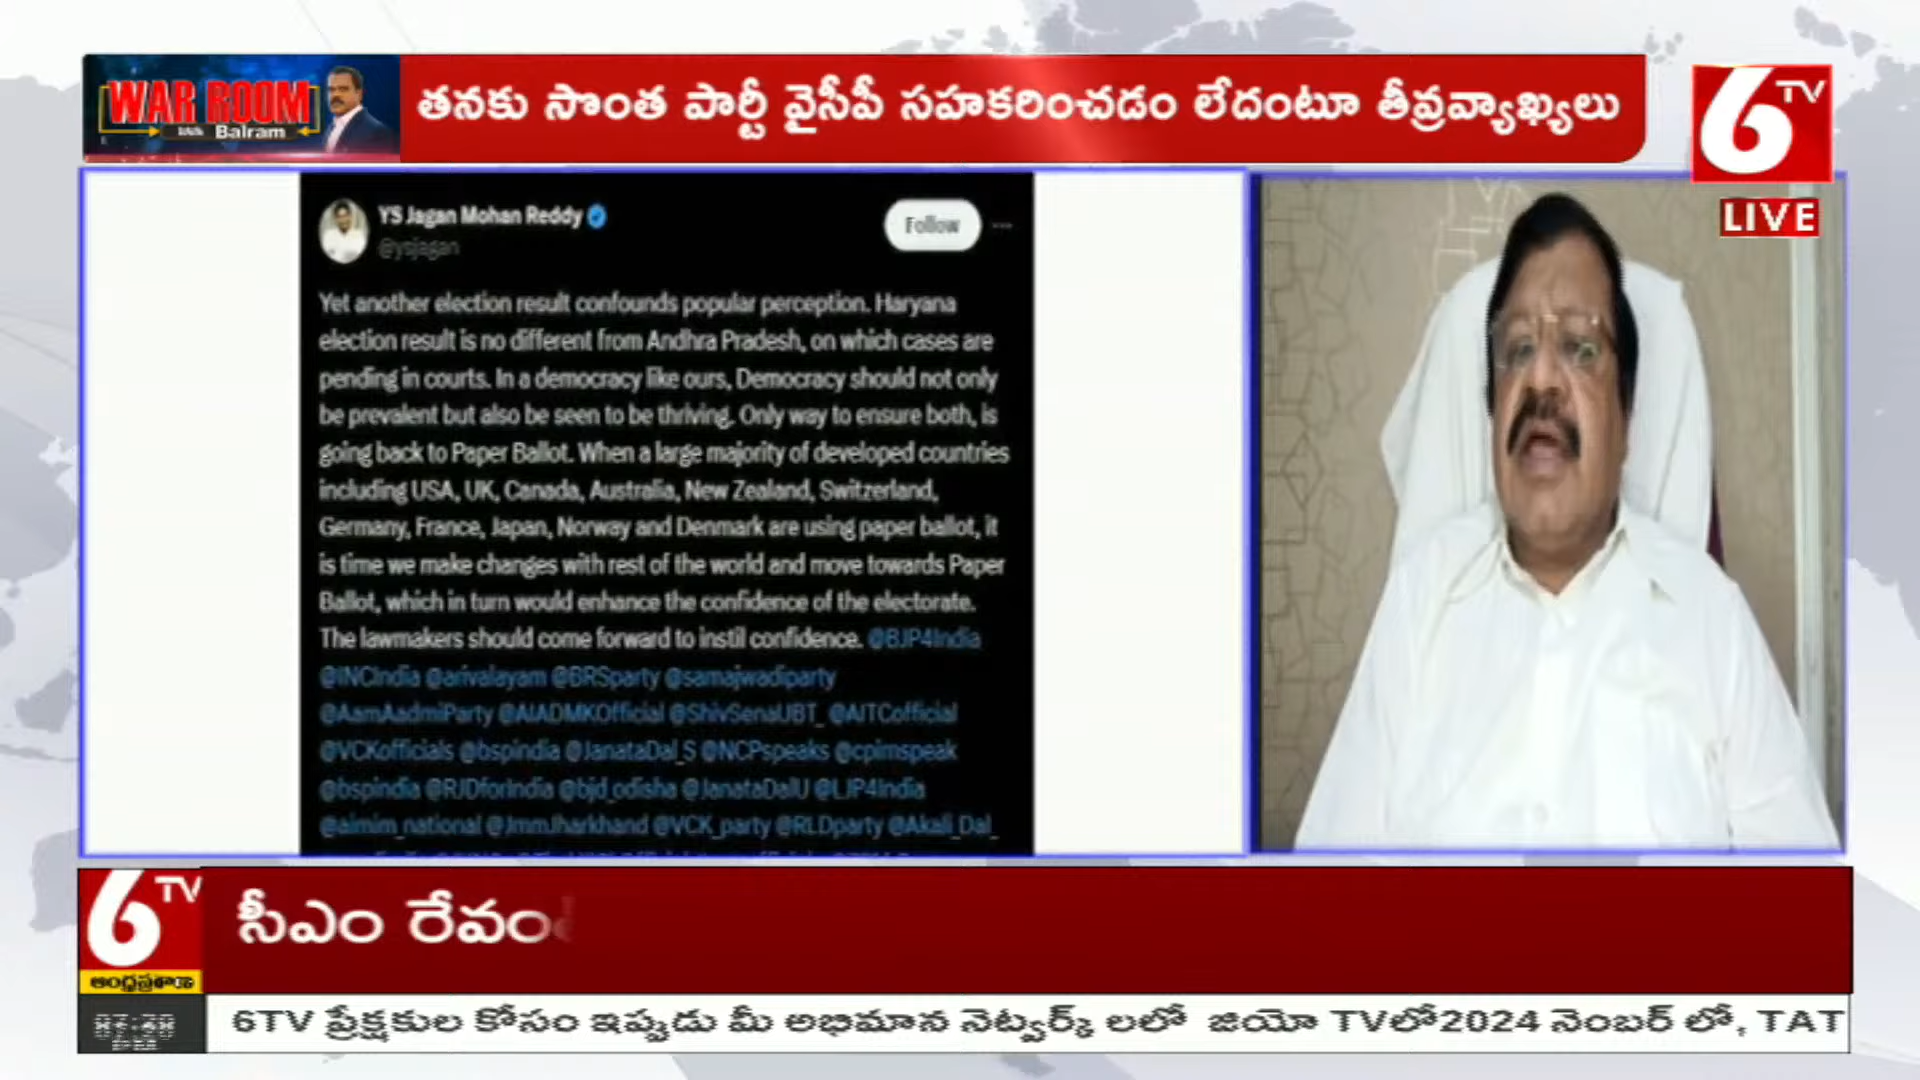 WAR ROOM
with Balram
తనకు సొంత పార్టీ వైసీపీ సహకరించడం లేదంటూ తీవ్రవ్యాఖ్యలు
6TV
LIVE
YS Jagan Mohan Reddy
@ysjagan
Follow
Yet another election result confounds popular perception. Haryana
election result is no different from Andhra Pradesh, on which cases are
pending in courts. In a democracy like ours, Democracy should not only
be prevalent but also be seen to be thriving. Only way to ensure both, is
going back to Paper Ballot. When a large majority of developed countries
including USA, UK, Canada, Australia, New Zealand, Switzerland,
Germany, France, Japan, Norway and Denmark are using paper ballot, it
is time we make changes with rest of the world and move towards Paper
Ballot, which in turn would enhance the confidence of the electorate.
The lawmakers should come forward to instil confidence. @BJP4India
@INCIndia @arivalayam @BRSparty @samajwadiparty
@AamAadmiParty @AIADMKOfficial @ShivSenaUBT_ @AITCofficial
@VCKofficials @bspindia @JanataDal_S @NCPspeaks @cpimspeak
@bspindia @RJDforIndia @bjd_odisha @JanataDalU @LJP4India
@aimim_national @JmmJharkhand @VCK_party @RLDparty @Akali_Dal_
6TV
ఆంధ్రప్రదేశ్
సీఎం రేవం
6TV ప్రేక్షకుల కోసం ఇప్పుడు మీ అభిమాన నెట్వర్క్ లలో జియో TVలో2024 నెంబర్ లో, TAT